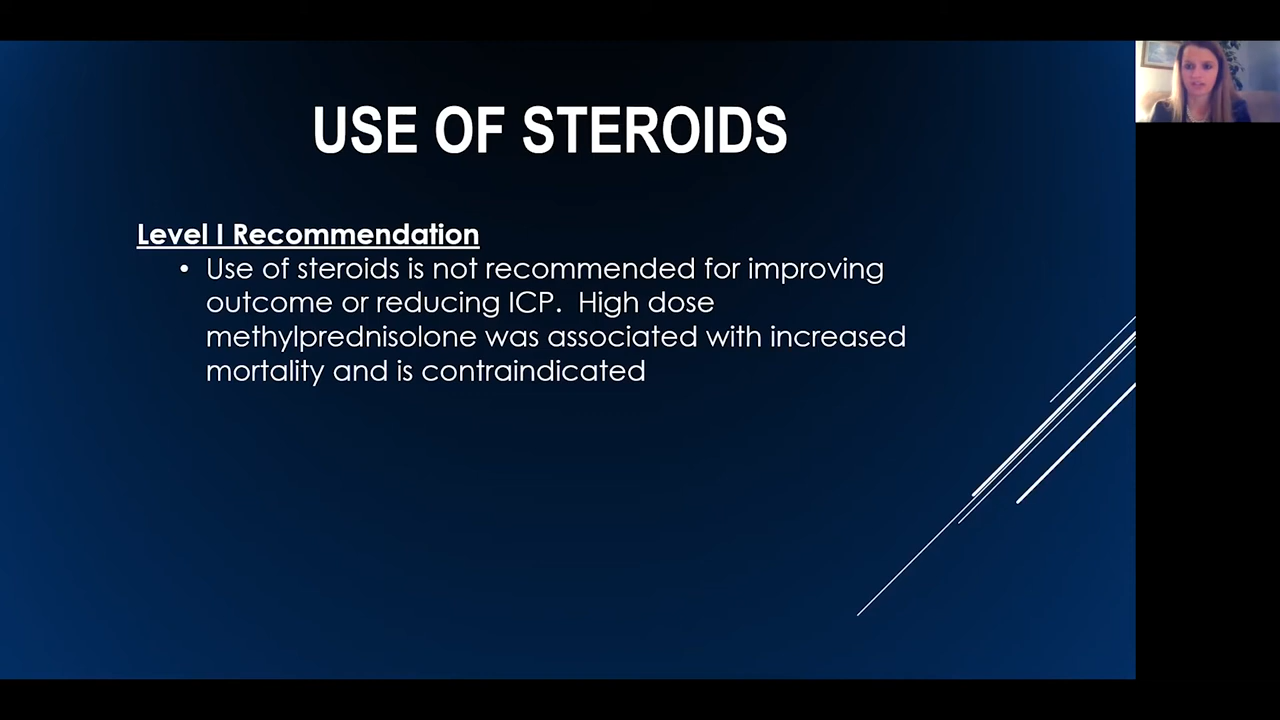 USE OF STEROIDS
Level I Recommendation
• Use of steroids is not recommended for improving
outcome or reducing ICP.  High dose
methylprednisolone was associated with increased
mortality and is contraindicated